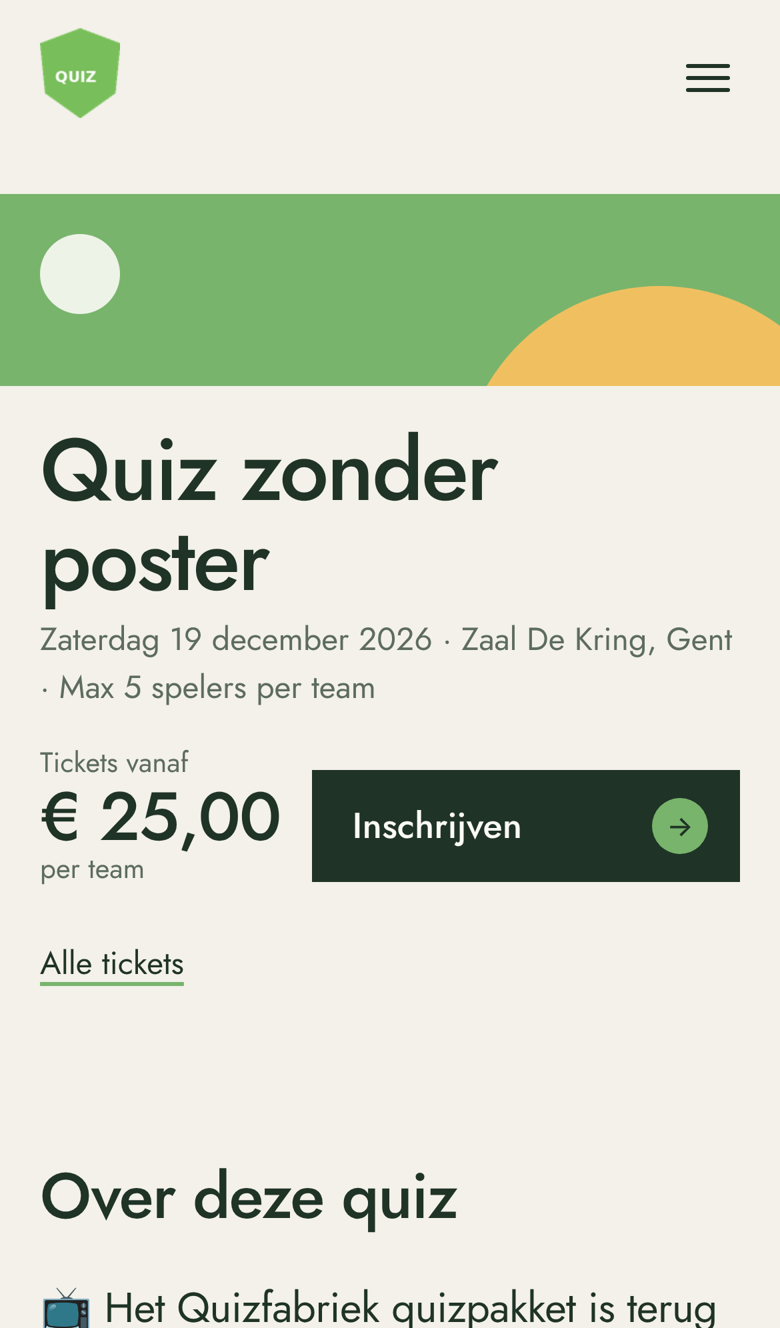 QUIZ
Quiz zonder
poster
Zaterdag 19 december 2026 · Zaal De Kring, Gent
· Max 5 spelers per team
Tickets vanaf
€ 25,00
per team
Inschrijven
Alle tickets
Over deze quiz
📺 Het Quizfabriek quizpakket is terug